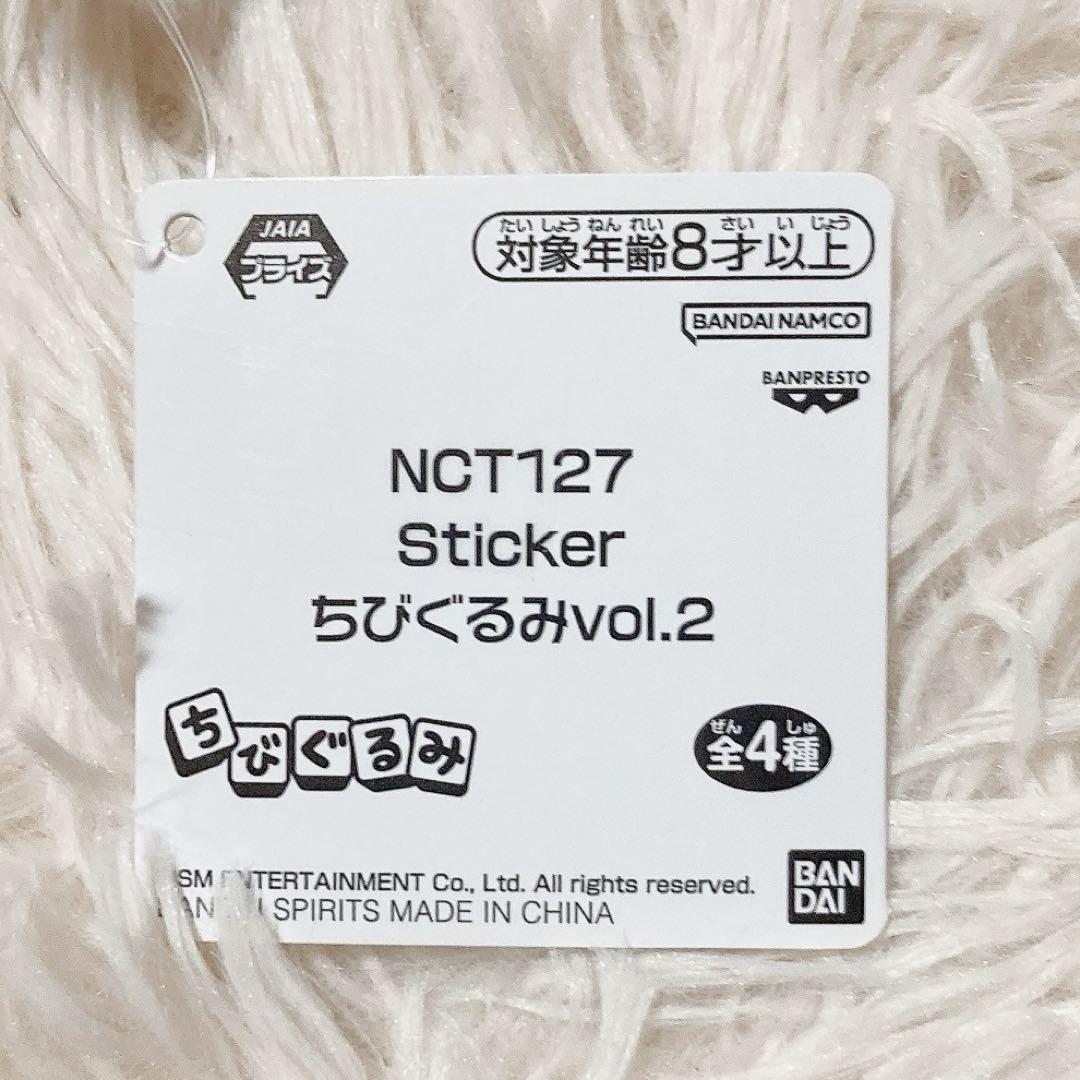 JAIA
プライズ
たいしょうねんれい さいいじょう
対象年齢8才以上
BANDAI NAMCO
BANPRESTO
NCT127
Sticker
ちびぐるみvol.2
ちびぐるみ
ぜん しゅ
全4種
SM ENTERTAINMENT Co., Ltd. All rights reserved.
BANDAI SPIRITS MADE IN CHINA
BAN
DAI